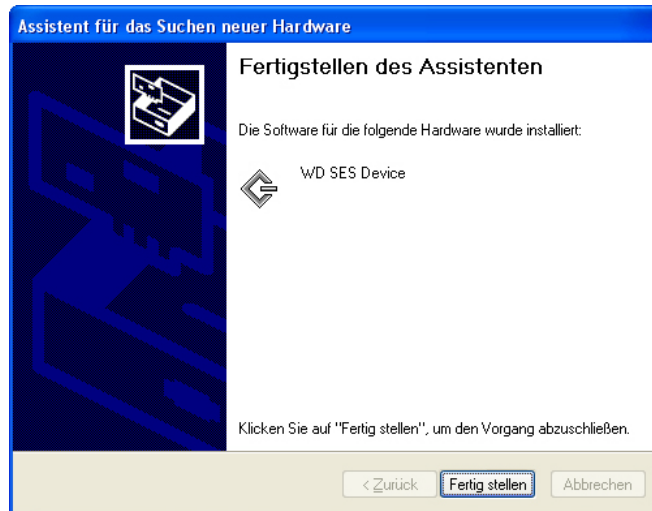 Assistent für das Suchen neuer Hardware
Fertigstellen des Assistenten
Die Software für die folgende Hardware wurde installiert:
WD SES Device
Klicken Sie auf "Fertig stellen", um den Vorgang abzuschließen.
< Zurück Fertig stellen Abbrechen